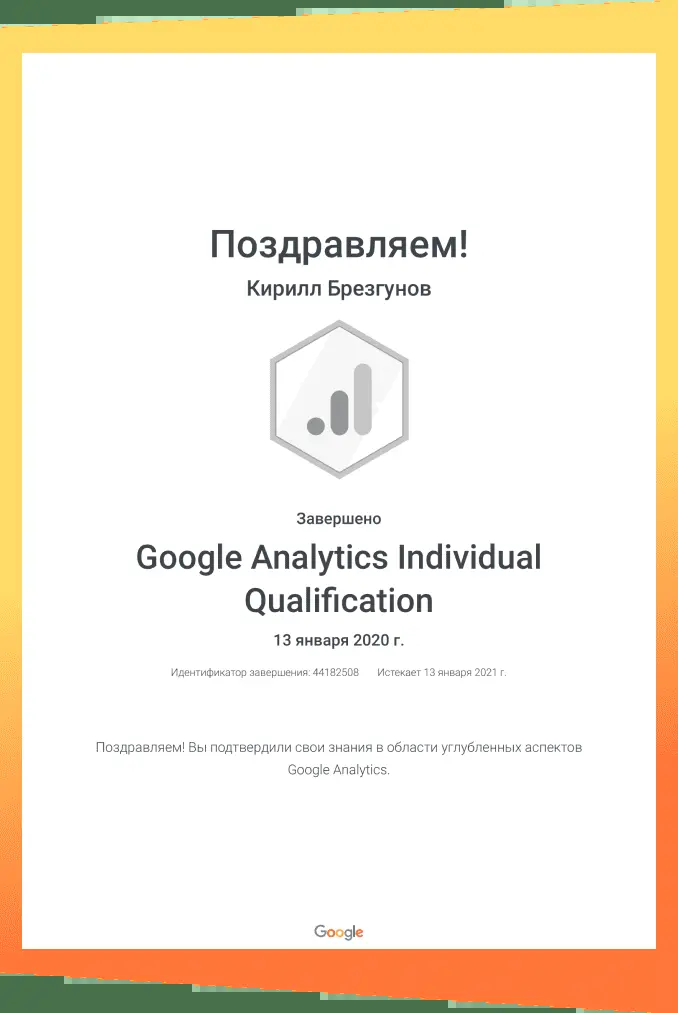 Поздравляем!
Кирилл Брезгунов
Завершено
Google Analytics Individual
Qualification
13 января 2020 г.
Идентификатор завершения: 44182508 Истекает 13 января 2021 г.
Поздравляем! Вы подтвердили свои знания в области углубленных аспектов
Google Analytics.
Google